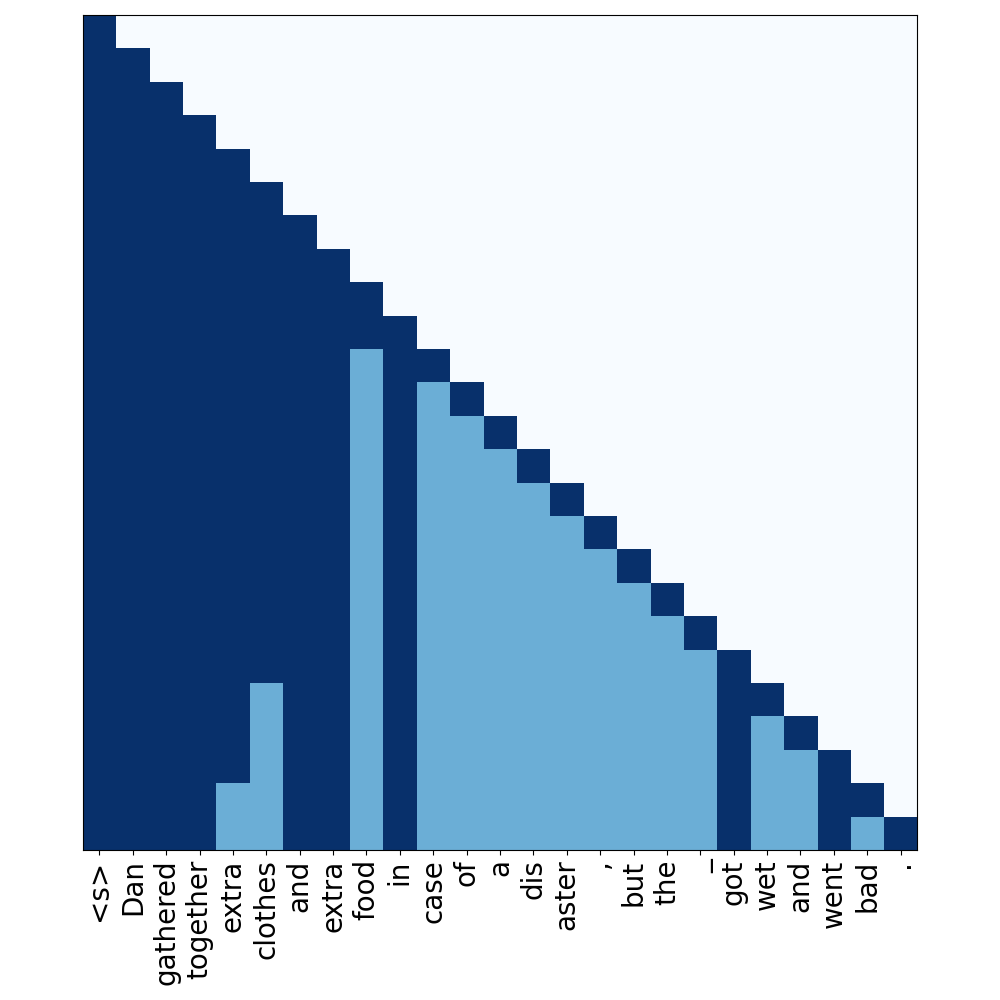 <s>
Dan
gathered
together
extra
clothes
and
extra
food
in
case
of
a
dis
aster
,
but
the
_
got
wet
and
went
bad
.